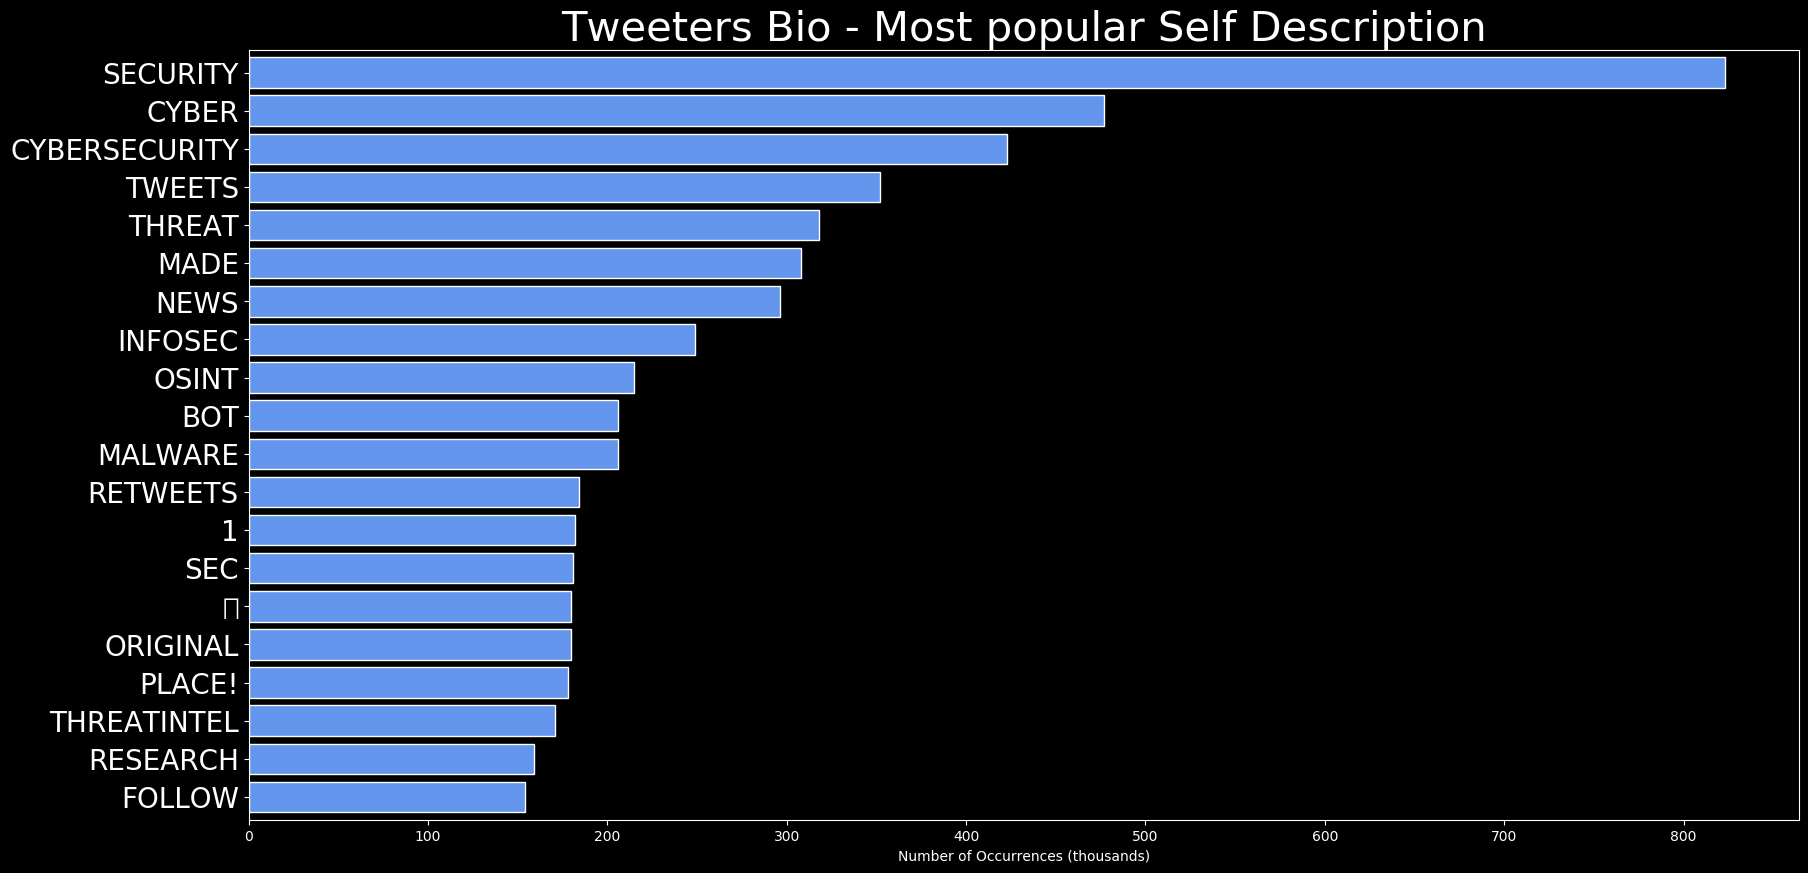 Tweeters Bio - Most popular Self Description
SECURITY
CYBER
CYBERSECURITY
TWEETS
THREAT
MADE
NEWS
INFOSEC
OSINT
BOT
MALWARE
RETWEETS
1
SEC
ORIGINAL
PLACE!
THREATINTEL
RESEARCH
FOLLOW
0 100 200 300 400 500 600 700 800
Number of Occurrences (thousands)